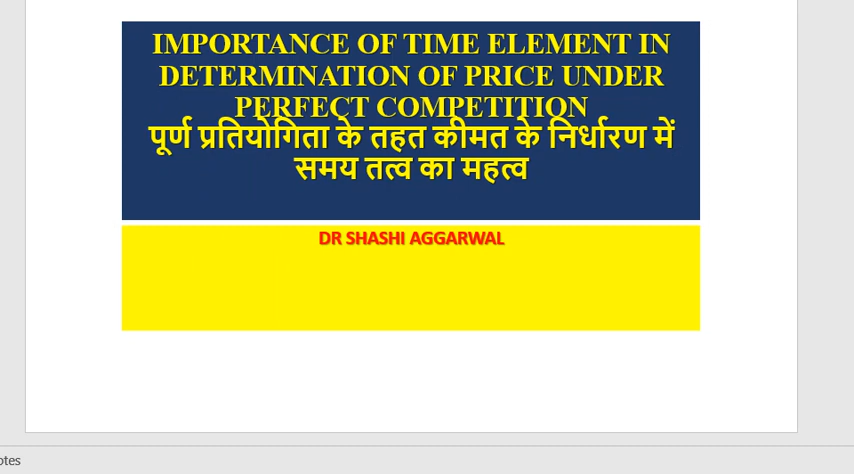 IMPORTANCE OF TIME ELEMENT IN
DETERMINATION OF PRICE UNDER
PERFECT COMPETITION
पूर्ण प्रतियोगिता के तहत कीमत के निर्धारण में
समय तत्व का महत्व
DR SHASHI AGGARWAL
otes